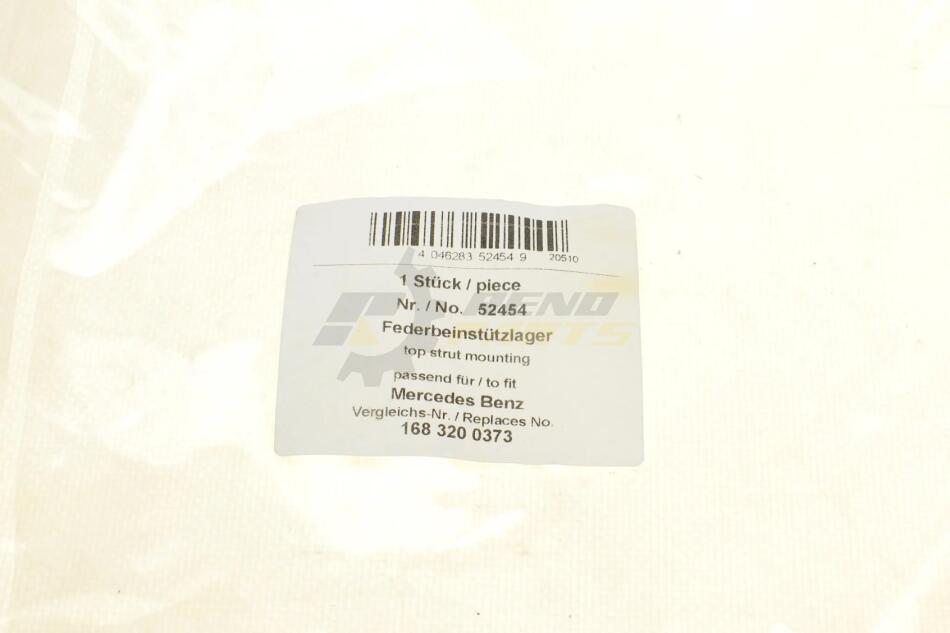 4 046283 52454 9 20510
1 Stück / piece
Nr. / No. 52454
Federbeinstützlager
top strut mounting
passend für / to fit
Mercedes Benz
Vergleichs-Nr. / Replaces No.
168 320 0373